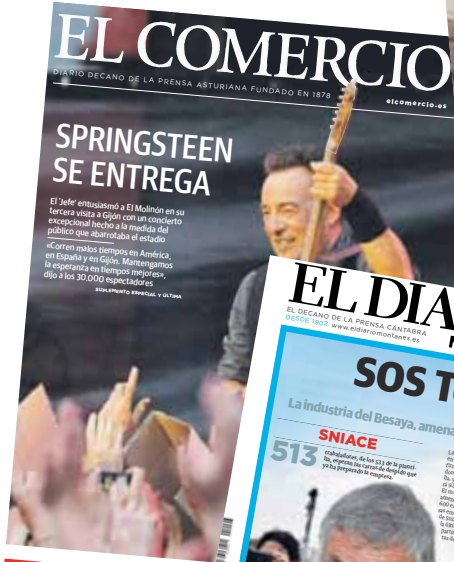 EL COMERCIO
DIARIO DECANO DE LA PRENSA ASTURIANA FUNDADO EN 1878
elcomercio.es
SPRINGSTEEN
SE ENTREGA
El 'Jefe' entusiasmó a El Molinón en su
tercera visita a Gijón con un concierto
excepcional hecho a la medida del
público que abarrotaba el estadio
«Corren malos tiempos en América,
en España y en Gijón. Mantengamos
la esperanza en tiempos mejores»,
dijo a los 30.000 espectadores
SUPLEMENTO ESPECIAL Y ÚLTIMA
EL DIA
EL DECANO DE LA PRENSA CÁNTABRA
DESDE 1902. www.eldiariomontanes.es
SOS T
La industria del Besaya, amena
SNIACE
513
trabajadores, de los 533 de la planti-
lla, esperan las cartas de despido que
ya ha preparado la empresa.